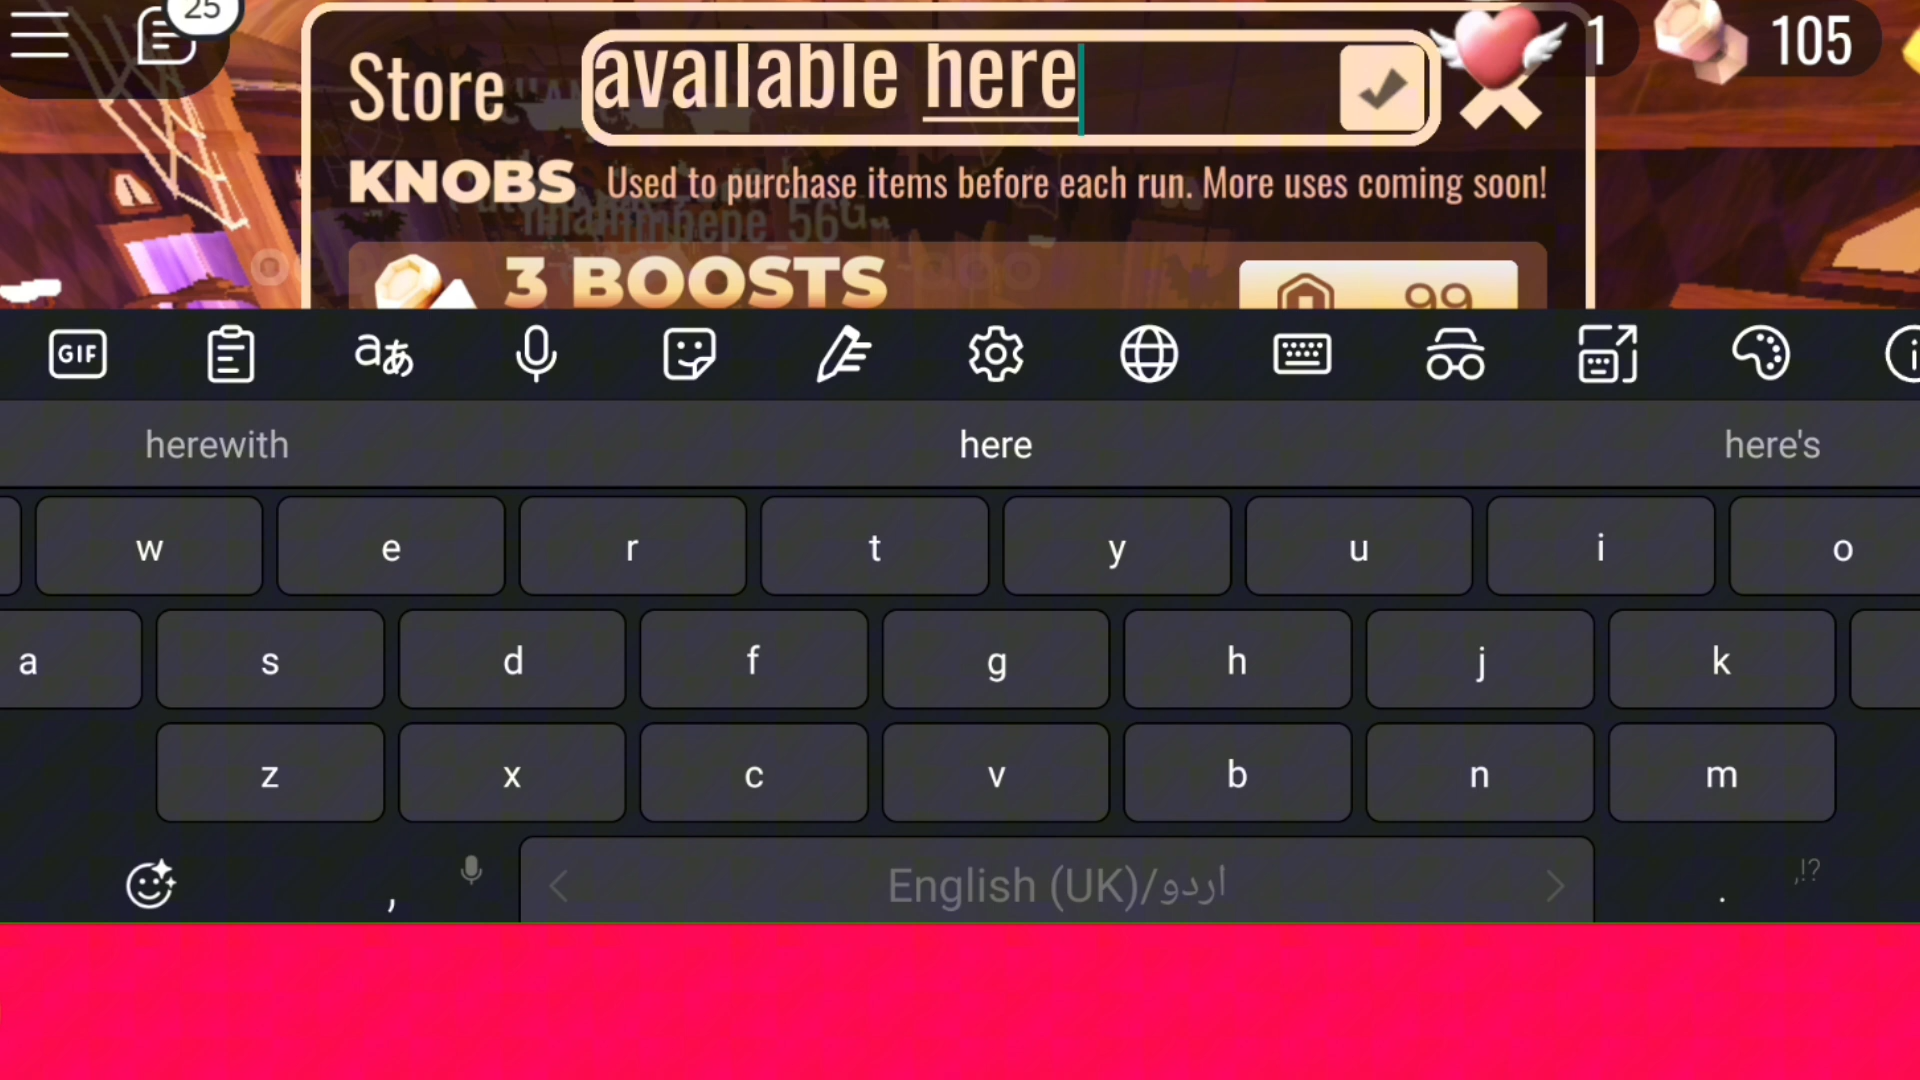 25
1
105
Store
available here
KNOBS Used to purchase items before each run. More uses coming soon!
3 BOOSTS
99
GIF
aあ
herewith here here's
w e r t y u i o
a s d f g h j k
z x c v b n m
, English (UK)/اردو . ,!?